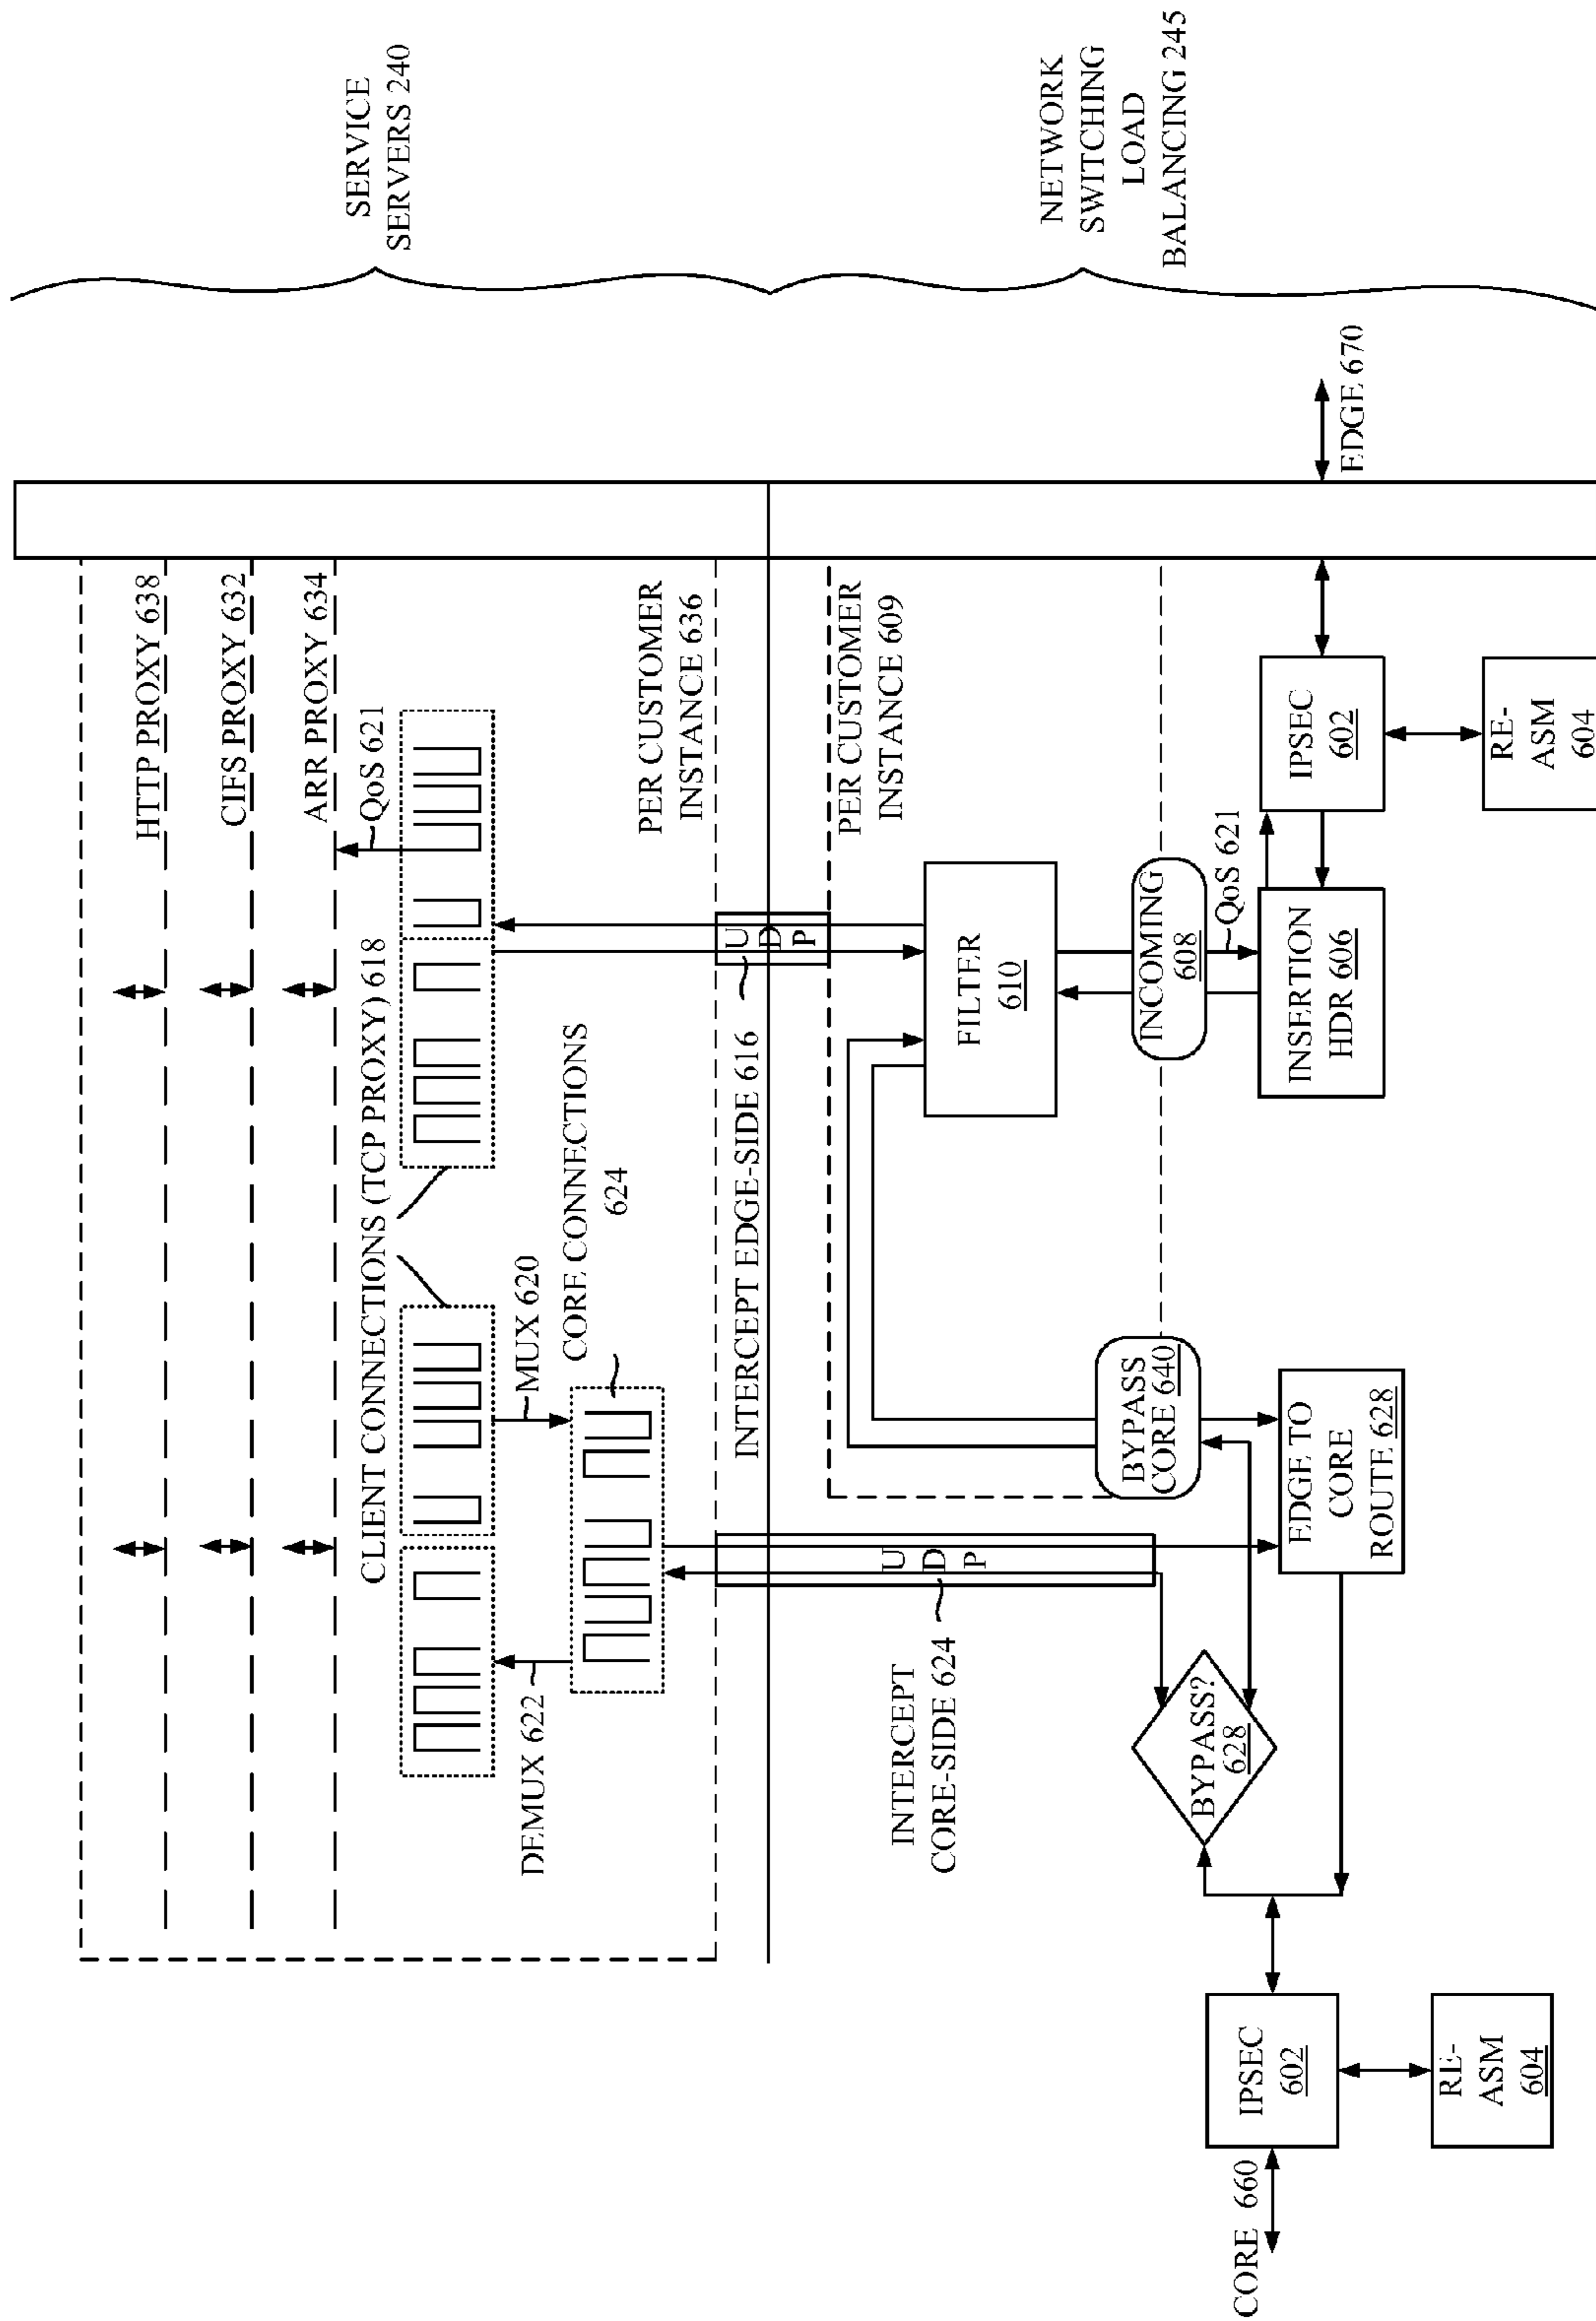 SERVICE
SERVERS 240
NETWORK
SWITCHING
LOAD
BALANCING 245
HTTP PROXY 638
CIFS PROXY 632
ARR PROXY 634
QoS 621
CLIENT CONNECTIONS (TCP PROXY) 618
MUX 620
DEMUX 622
CORE CONNECTIONS
624
PER CUSTOMER
INSTANCE 636
INTERCEPT EDGE-SIDE 616
U
D
P
PER CUSTOMER
INSTANCE 609
INTERCEPT
CORE-SIDE 624
U
D
P
FILTER
610
INCOMING
608
QoS 621
BYPASS
CORE 640
BYPASS?
628
EDGE TO
CORE
ROUTE 628
INSERTION
HDR 606
IPSEC
602
RE-
ASM
604
EDGE 670
CORE 660
IPSEC
602
RE-
ASM
604